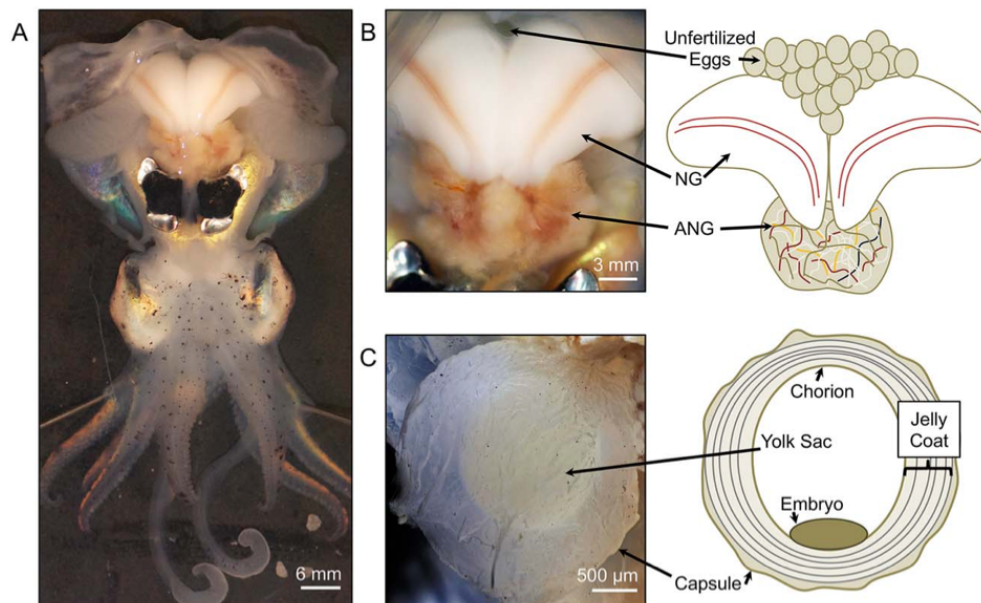 A
6 mm
B
3 mm
Unfertilized
Eggs
NG
ANG
C
500 μm
Chorion
Jelly
Coat
Yolk Sac
Embryo
Capsule